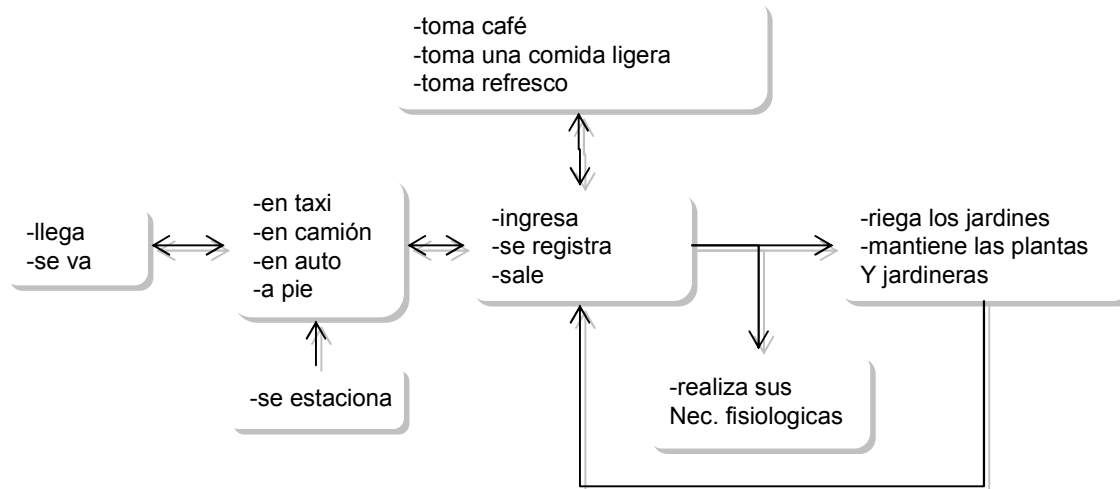 -toma café
-toma una comida ligera
-toma refresco
-llega
-se va
-en taxi
-en camión
-en auto
-a pie
-ingresa
-se registra
-sale
-riega los jardines
-mantiene las plantas
Y jardineras
-se estaciona
-realiza sus
Nec. fisiologicas